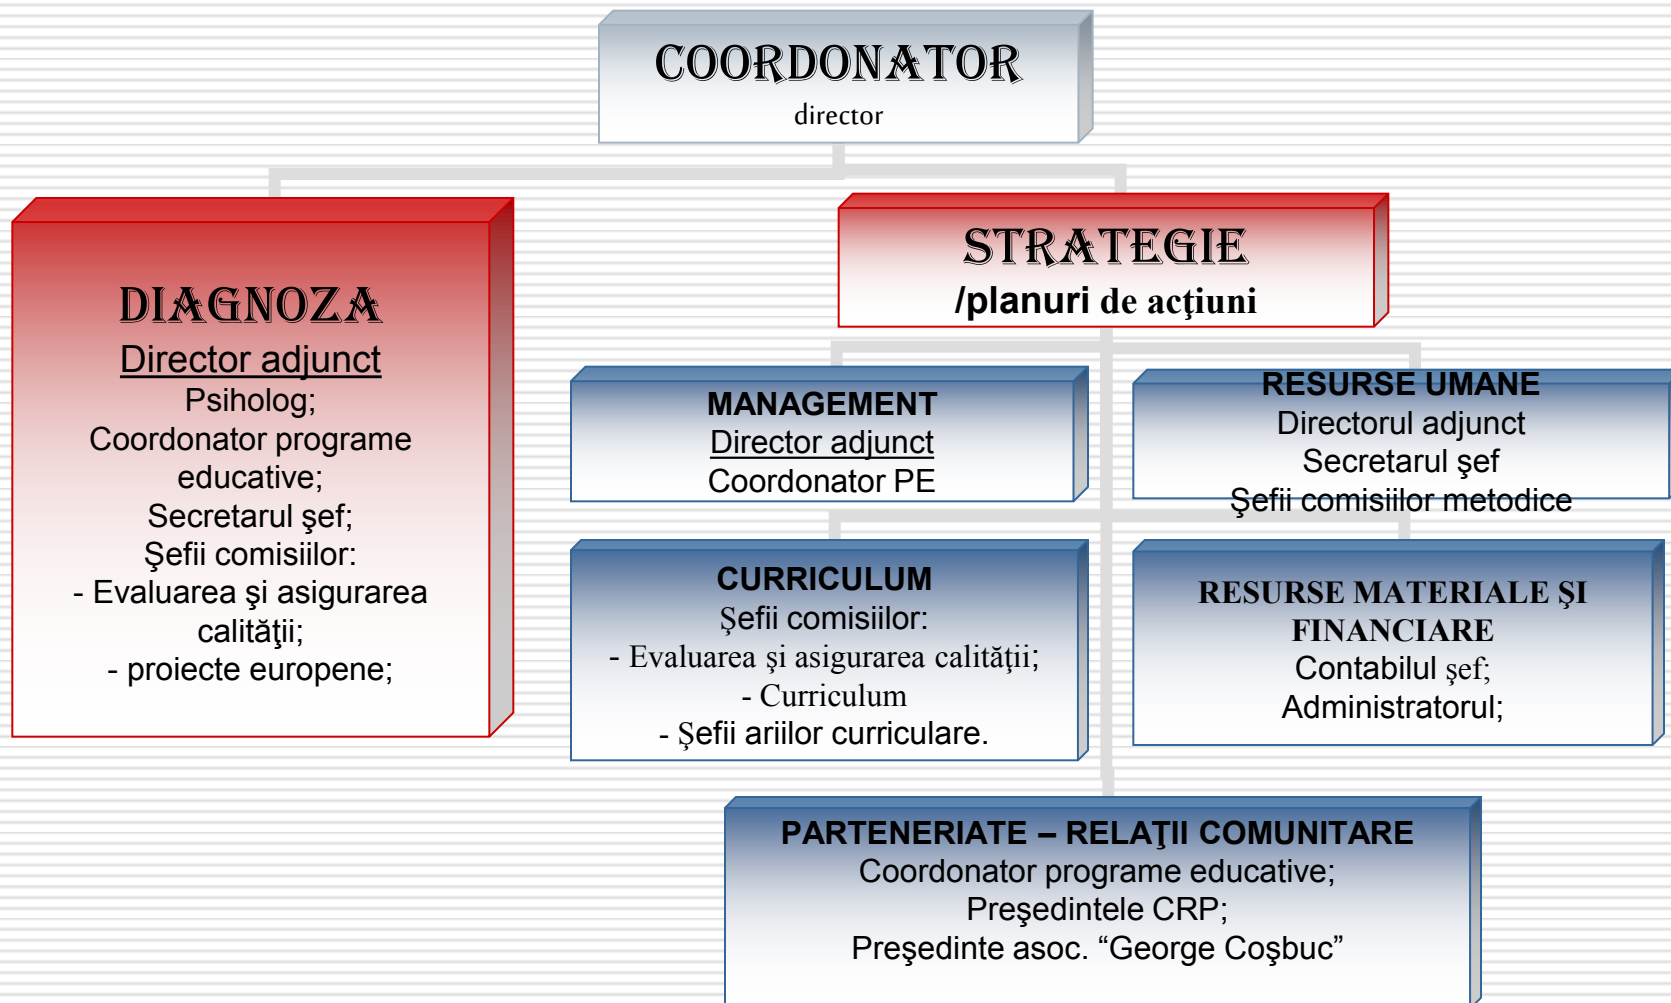 COORDONATOR
director
DIAGNOZA
Director adjunct
Psiholog;
Coordonator programe
educative;
Secretarul şef;
Şefii comisiilor:
- Evaluarea şi asigurarea
calităţii;
- proiecte europene;
STRATEGIE
/planuri de acţiuni
MANAGEMENT
Director adjunct
Coordonator PE
RESURSE UMANE
Directorul adjunct
Secretarul şef
Şefii comisiilor metodice
CURRICULUM
Şefii comisiilor:
- Evaluarea şi asigurarea calităţii;
- Curriculum
- Şefii ariilor curriculare.
RESURSE MATERIALE ŞI
FINANCIARE
Contabilul şef;
Administratorul;
PARTENERIATE – RELAŢII COMUNITARE
Coordonator programe educative;
Preşedintele CRP;
Preşedinte asoc. “George Coşbuc”